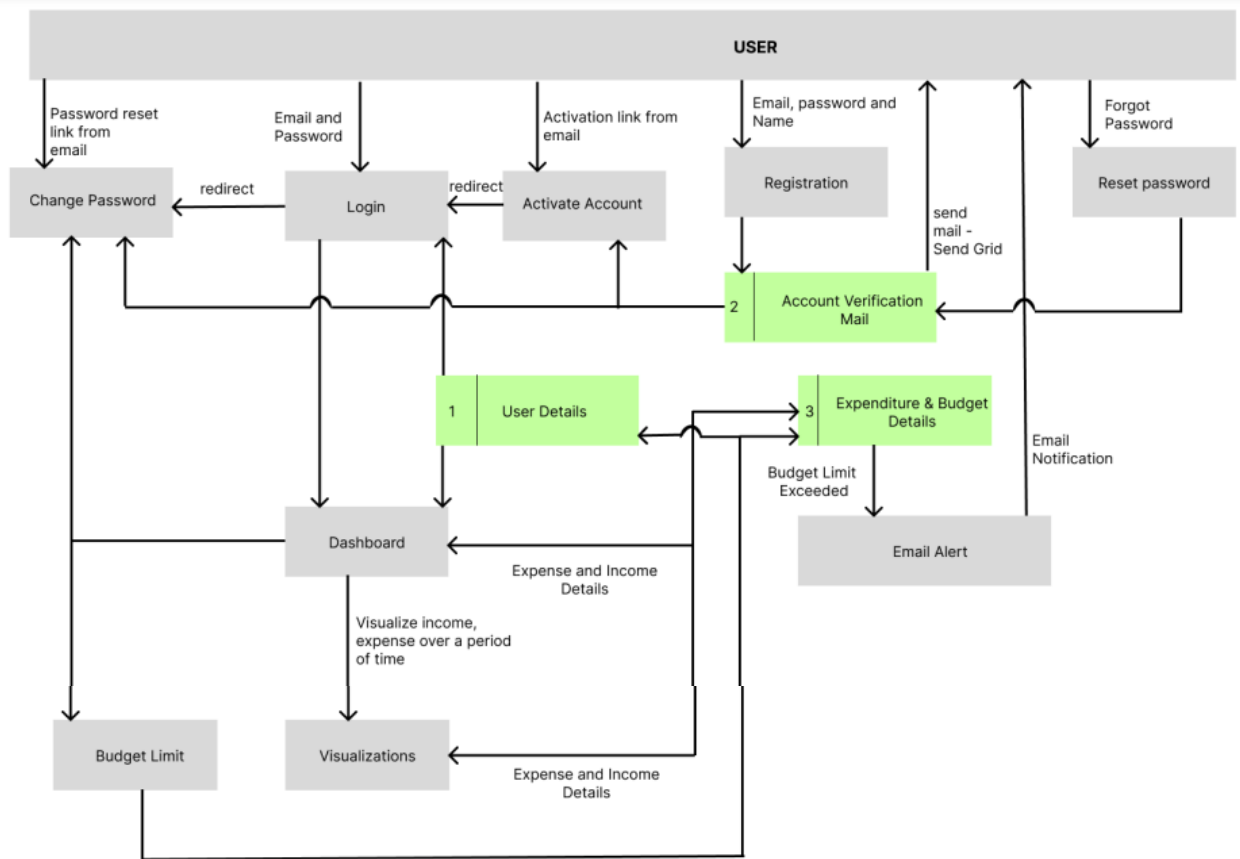 USER
Password reset
link from
email
Email and
Password
Activation link from
email
Email, password and
Name
Forgot
Password
Change Password
redirect
Login
redirect
Activate Account
Registration
Reset password
send
mail -
Send Grid
2
Account Verification
Mail
1
User Details
3
Expenditure & Budget
Details
Budget Limit
Exceeded
Email
Notification
Dashboard
Email Alert
Expense and Income
Details
Visualize income,
expense over a period
of time
Budget Limit
Visualizations
Expense and Income
Details